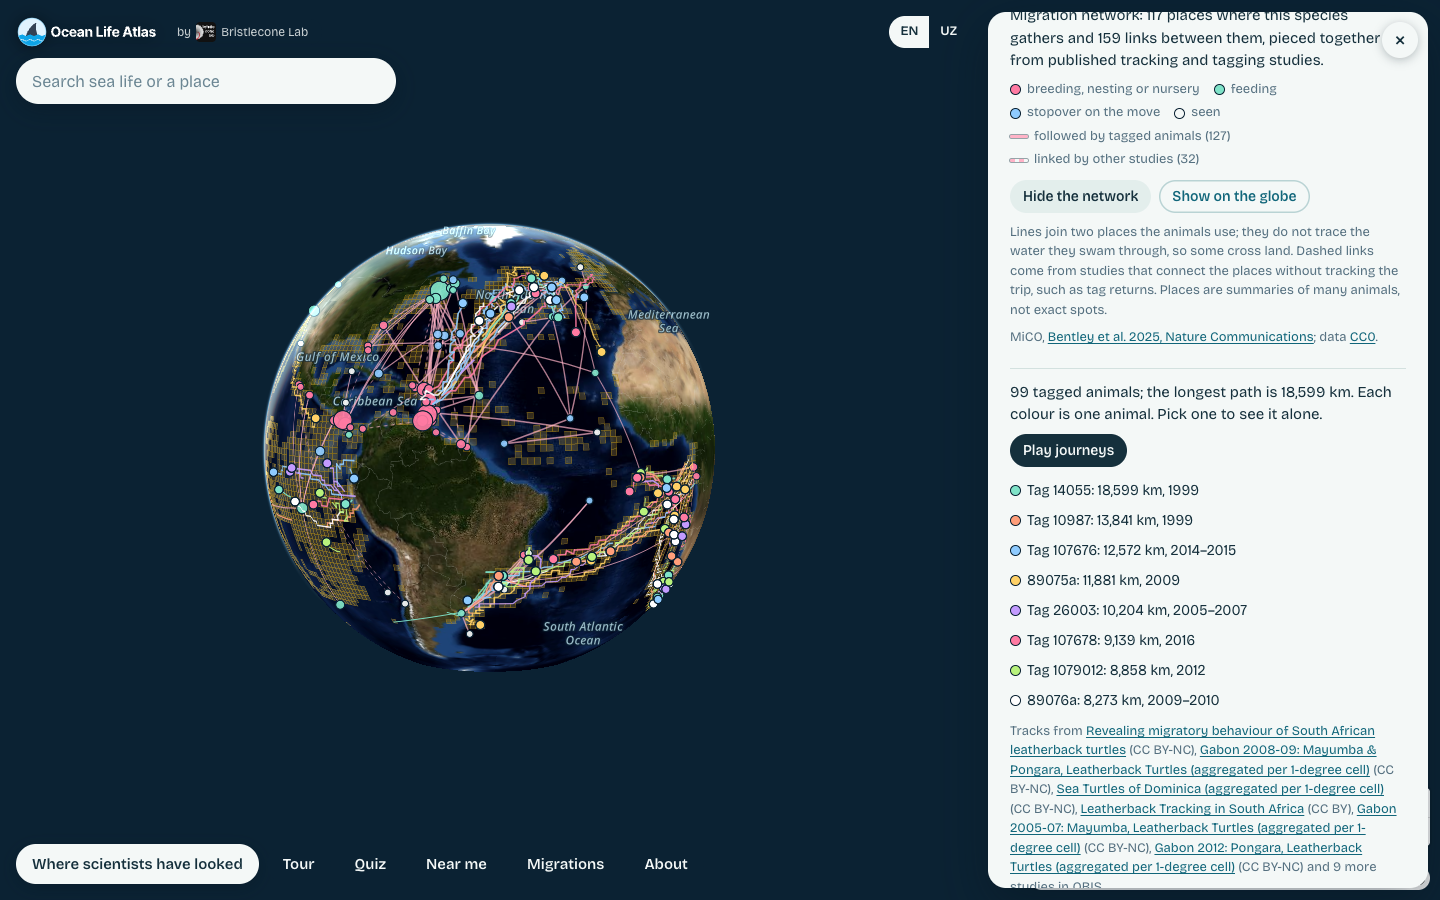 Ocean Life Atlas
by Bristlecone Lab
EN UZ
Search sea life or a place
Baffin Bay
Hudson Bay
Mediterranean
Sea
Gulf of Mexico
Caribbean Sea
South Atlantic
Ocean
Where scientists have looked
Tour
Quiz
Near me
Migrations
About
Migration network: 117 places where this species
gathers and 159 links between them, pieced together
from published tracking and tagging studies.
breeding, nesting or nursery feeding
stopover on the move seen
followed by tagged animals (127)
linked by other studies (32)
Hide the network Show on the globe
Lines join two places the animals use; they do not trace the
water they swam through, so some cross land. Dashed links
come from studies that connect the places without tracking the
trip, such as tag returns. Places are summaries of many animals,
not exact spots.
MiCO, Bentley et al. 2025, Nature Communications; data CC0.
99 tagged animals; the longest path is 18,599 km. Each
colour is one animal. Pick one to see it alone.
Play journeys
Tag 14055: 18,599 km, 1999
Tag 10987: 13,841 km, 1999
Tag 107676: 12,572 km, 2014–2015
89075a: 11,881 km, 2009
Tag 26003: 10,204 km, 2005–2007
Tag 107678: 9,139 km, 2016
Tag 1079012: 8,858 km, 2012
89076a: 8,273 km, 2009–2010
Tracks from Revealing migratory behaviour of South African
leatherback turtles (CC BY-NC), Gabon 2008-09: Mayumba &
Pongara, Leatherback Turtles (aggregated per 1-degree cell) (CC
BY-NC), Sea Turtles of Dominica (aggregated per 1-degree cell)
(CC BY-NC), Leatherback Tracking in South Africa (CC BY), Gabon
2005-07: Mayumba, Leatherback Turtles (aggregated per 1-
degree cell) (CC BY-NC), Gabon 2012: Pongara, Leatherback
Turtles (aggregated per 1-degree cell) (CC BY-NC) and 9 more
studies in OBIS